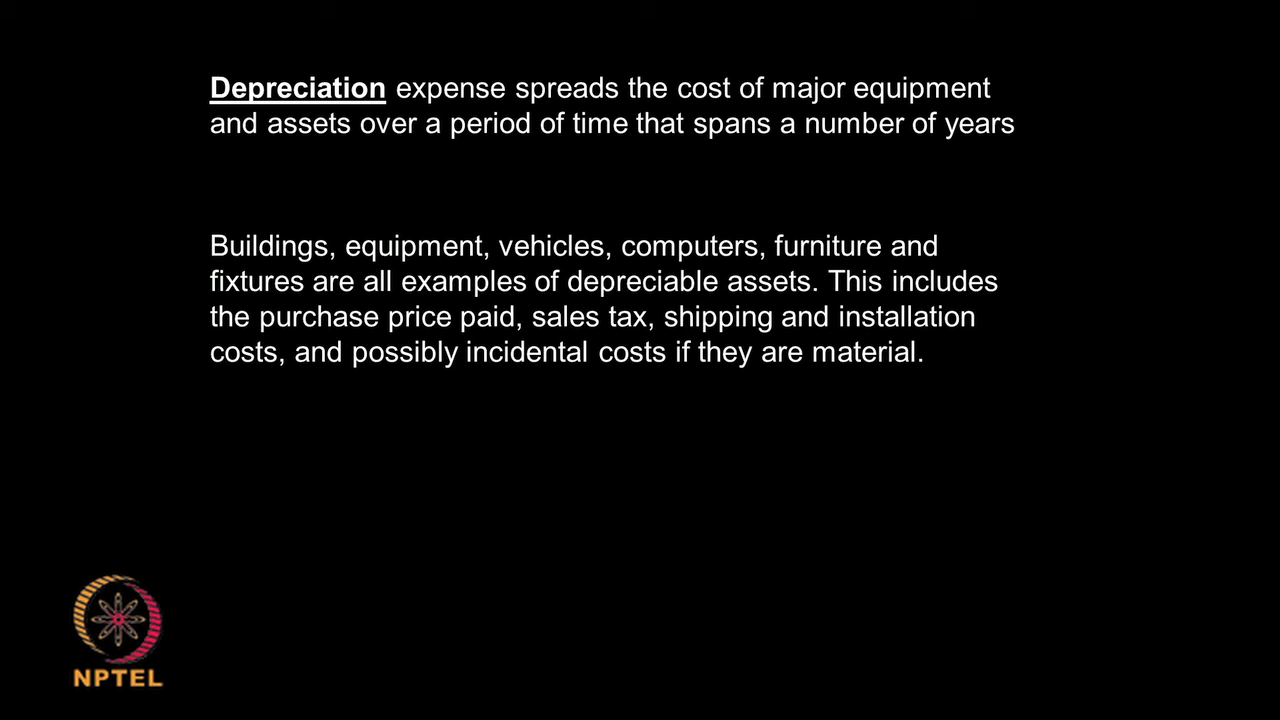 Depreciation expense spreads the cost of major equipment
and assets over a period of time that spans a number of years
Buildings, equipment, vehicles, computers, furniture and
fixtures are all examples of depreciable assets. This includes
the purchase price paid, sales tax, shipping and installation
costs, and possibly incidental costs if they are material.
NPTEL